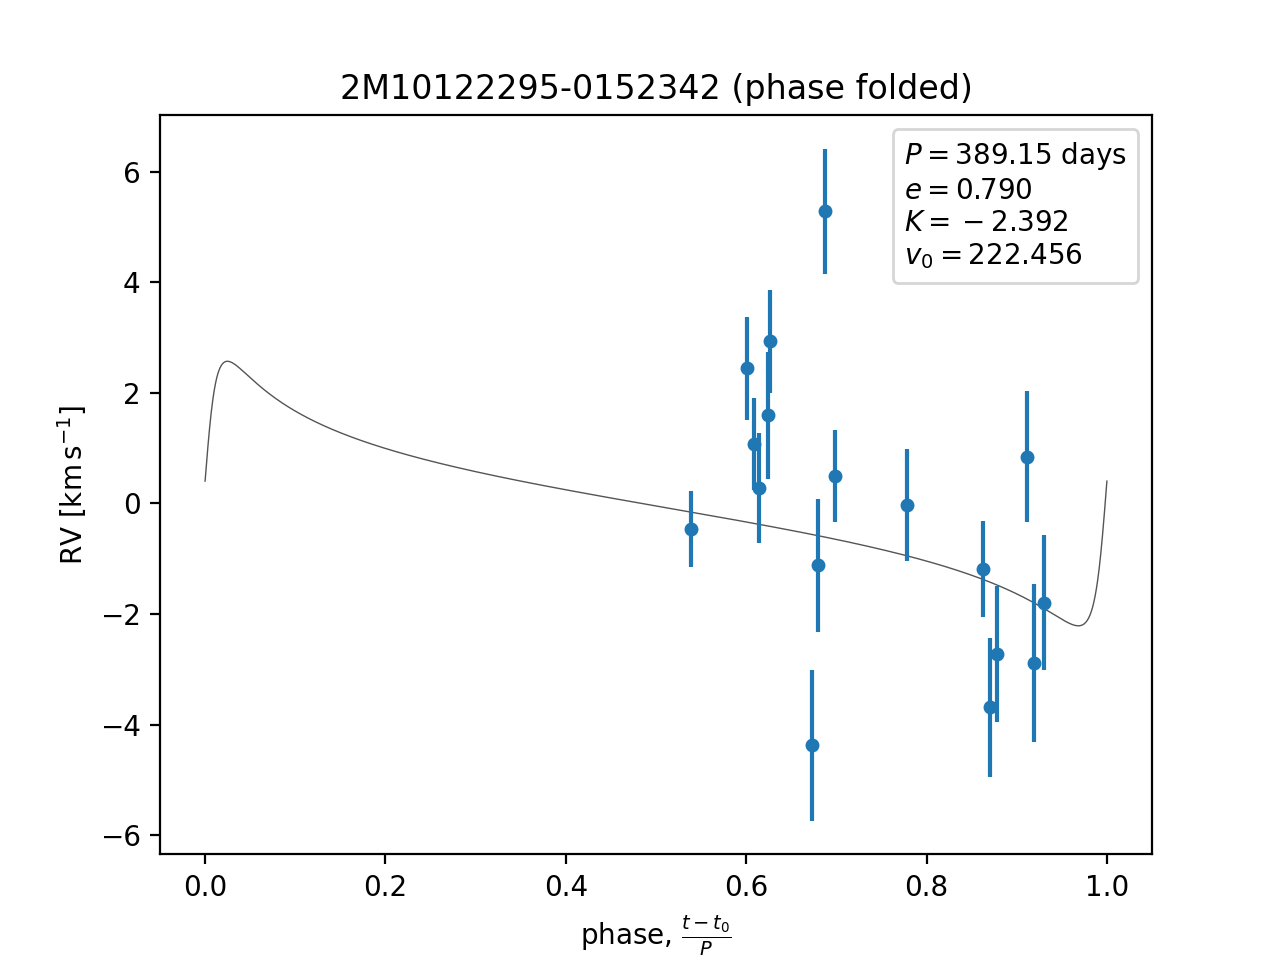 2M10122295-0152342 (phase folded)
P = 389.15 days
e = 0.790
K = −2.392
v₀ = 222.456
RV [km s⁻¹]
6
4
2
0
−2
−4
−6
0.0 0.2 0.4 0.6 0.8 1.0
phase, (t − t₀)/P